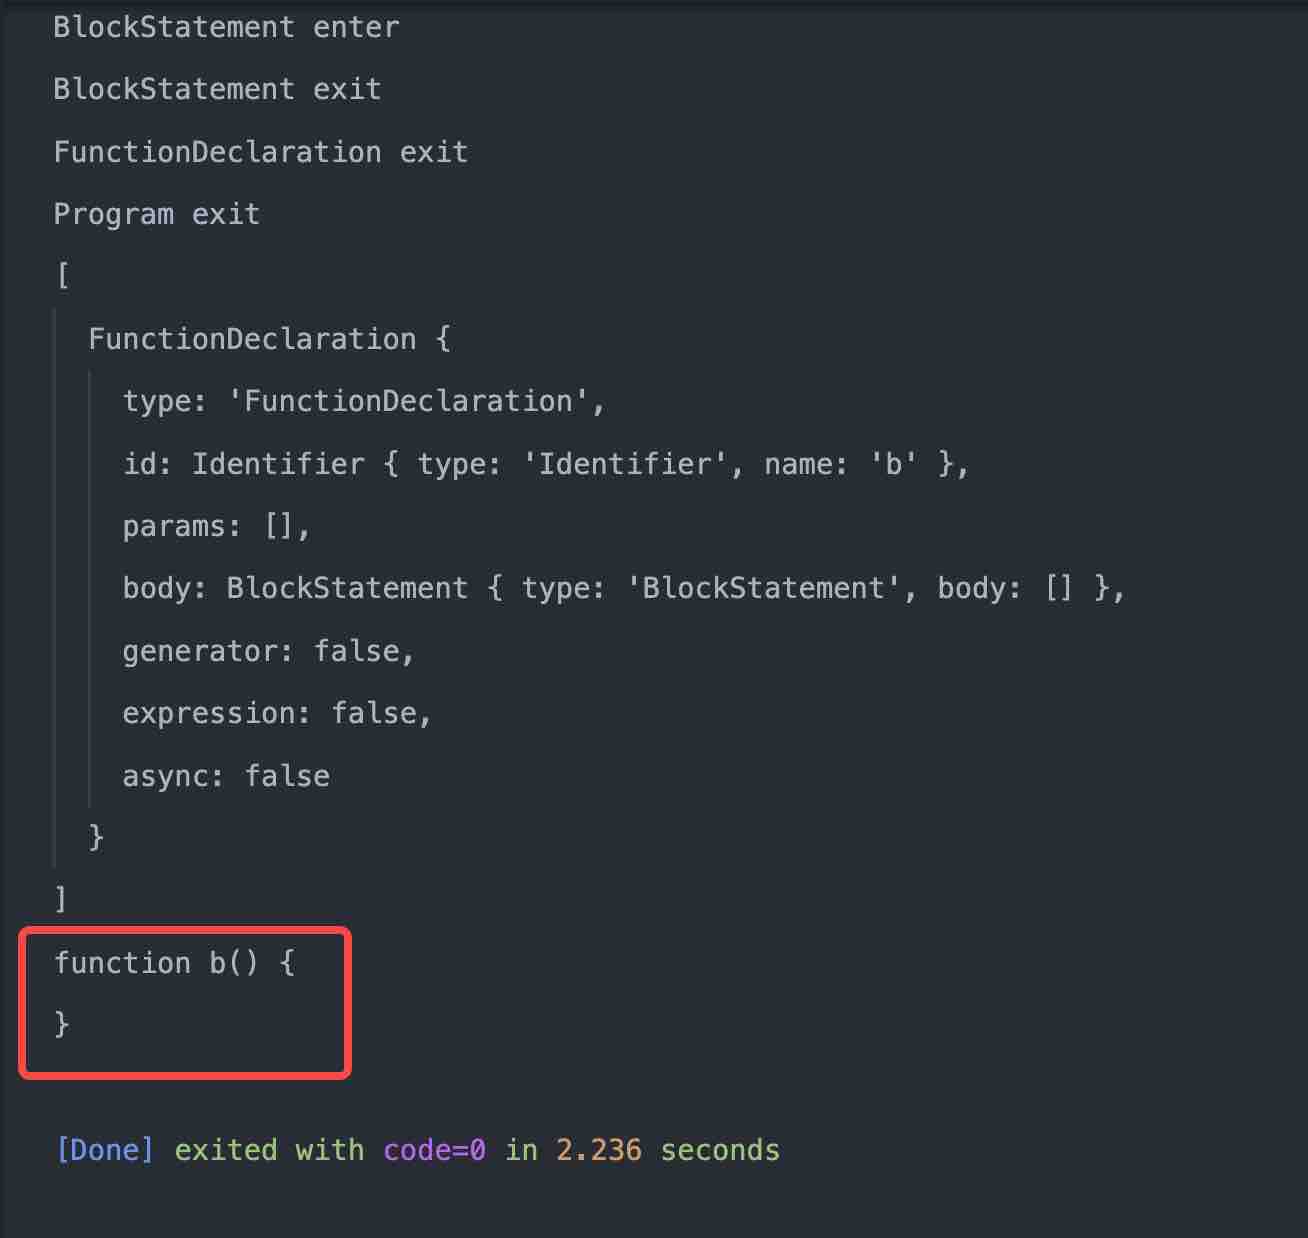 BlockStatement enter
BlockStatement exit
FunctionDeclaration exit
Program exit
[
FunctionDeclaration {
type: 'FunctionDeclaration',
id: Identifier { type: 'Identifier', name: 'b' },
params: [],
body: BlockStatement { type: 'BlockStatement', body: [] },
generator: false,
expression: false,
async: false
}
]
function b() {
}
[Done] exited with code=0 in 2.236 seconds